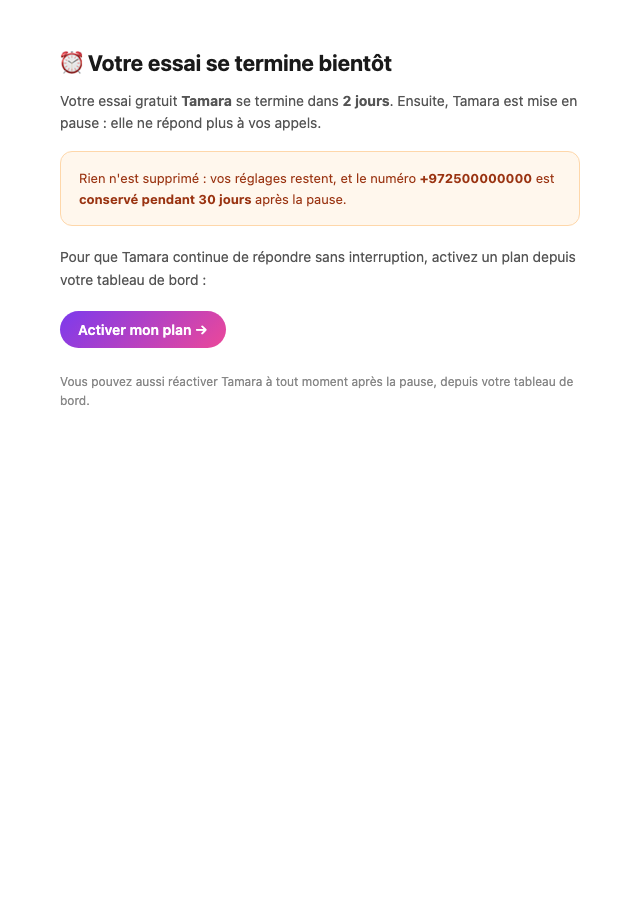 ⏰ Votre essai se termine bientôt
Votre essai gratuit Tamara se termine dans 2 jours. Ensuite, Tamara est mise en
pause : elle ne répond plus à vos appels.
Rien n'est supprimé : vos réglages restent, et le numéro +972500000000 est
conservé pendant 30 jours après la pause.
Pour que Tamara continue de répondre sans interruption, activez un plan depuis
votre tableau de bord :
Activer mon plan →
Vous pouvez aussi réactiver Tamara à tout moment après la pause, depuis votre tableau de
bord.